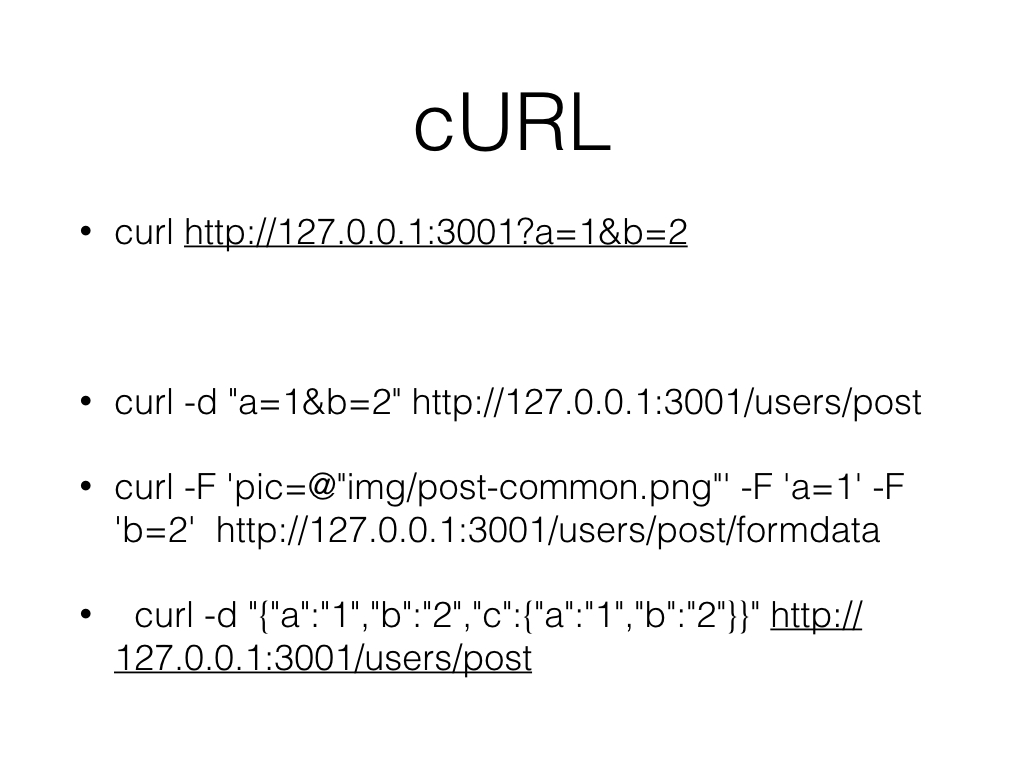 cURL
• curl http://127.0.0.1:3001?a=1&b=2
• curl -d "a=1&b=2" http://127.0.0.1:3001/users/post
• curl -F 'pic=@"img/post-common.png"' -F 'a=1' -F
'b=2'  http://127.0.0.1:3001/users/post/formdata
•   curl -d "{"a":"1","b":"2","c":{"a":"1","b":"2"}}" http://
127.0.0.1:3001/users/post